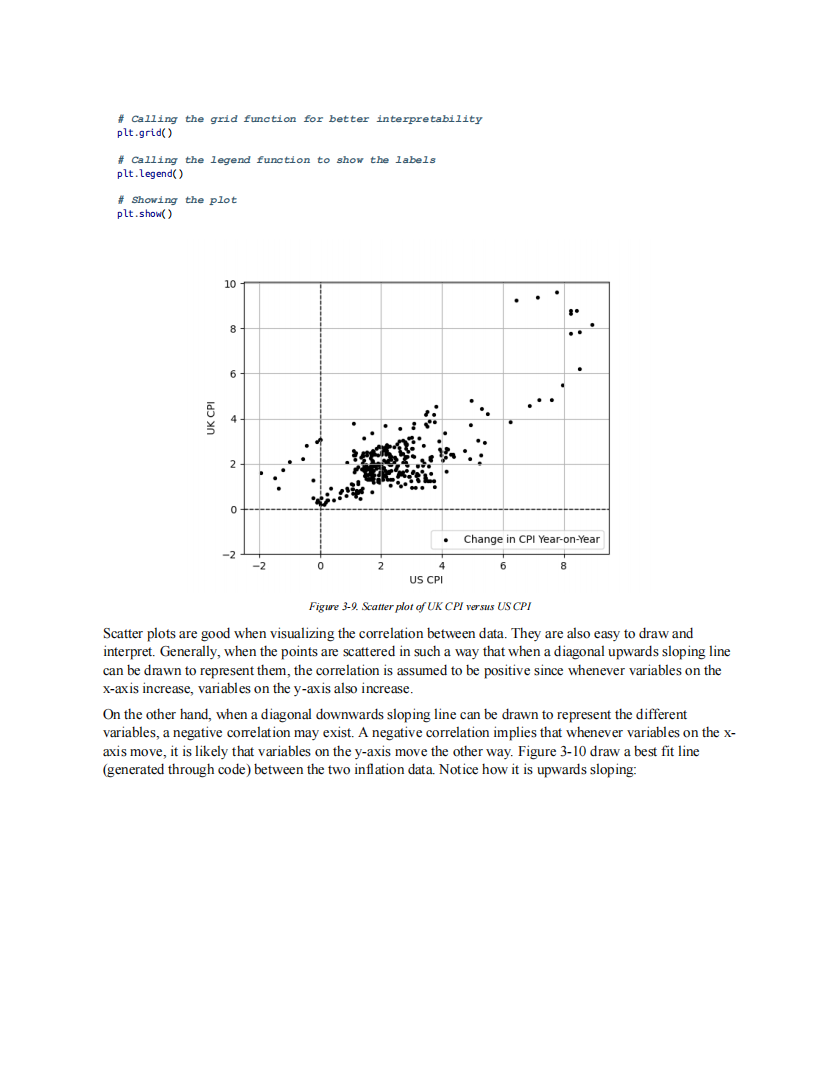 # Calling the grid function for better interpretability
plt.grid()
# Calling the legend function to show the labels
plt.legend()
# Showing the plot
plt.show()
10
8
6
4
2
0
−2
UK CPI
Change in CPI Year-on-Year
−2 0 2 4 6 8
US CPI
Figure 3-9. Scatter plot of UK CPI versus US CPI
Scatter plots are good when visualizing the correlation between data. They are also easy to draw and
interpret. Generally, when the points are scattered in such a way that when a diagonal upwards sloping line
can be drawn to represent them, the correlation is assumed to be positive since whenever variables on the
x-axis increase, variables on the y-axis also increase.
On the other hand, when a diagonal downwards sloping line can be drawn to represent the different
variables, a negative correlation may exist. A negative correlation implies that whenever variables on the x-
axis move, it is likely that variables on the y-axis move the other way. Figure 3-10 draw a best fit line
(generated through code) between the two inflation data. Notice how it is upwards sloping: